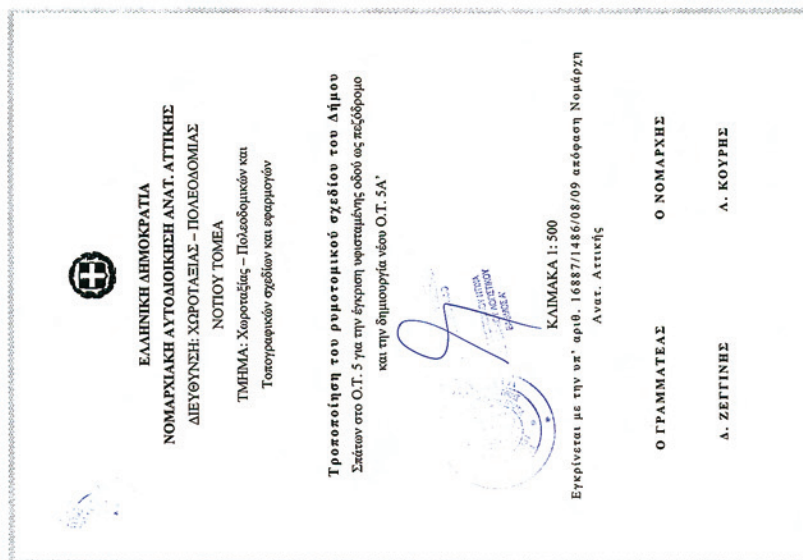 ΕΛΛΗΝΙΚΗ ΔΗΜΟΚΡΑΤΙΑ
ΝΟΜΑΡΧΙΑΚΗ ΑΥΤΟΔΙΟΙΚΗΣΗ ΑΝΑΤ. ΑΤΤΙΚΗΣ
ΔΙΕΥΘΥΝΣΗ: ΧΩΡΟΤΑΞΙΑΣ – ΠΟΛΕΟΔΟΜΙΑΣ
ΝΟΤΙΟΥ ΤΟΜΕΑ
ΤΜΗΜΑ: Χωροταξίας – Πολεοδομικών και
Τοπογραφικών σχεδίων και εφαρμογών
Τροποποίηση του ρυμοτομικού σχεδίου του Δήμου
Σπάτων στο Ο.Τ. 5 για την έγκριση υφισταμένης οδού ως πεζόδρομο
και την δημιουργία νέου Ο.Τ. 5Α'
ΚΛΙΜΑΚΑ 1: 500
Εγκρίνεται με την υπ' αριθ. 16887/1486/08/09 απόφαση Νομάρχη
Ανατ. Αττικής
Ο ΓΡΑΜΜΑΤΕΑΣ Ο ΝΟΜΑΡΧΗΣ
Δ. ΖΕΓΓΙΝΗΣ Λ. ΚΟΥΡΗΣ